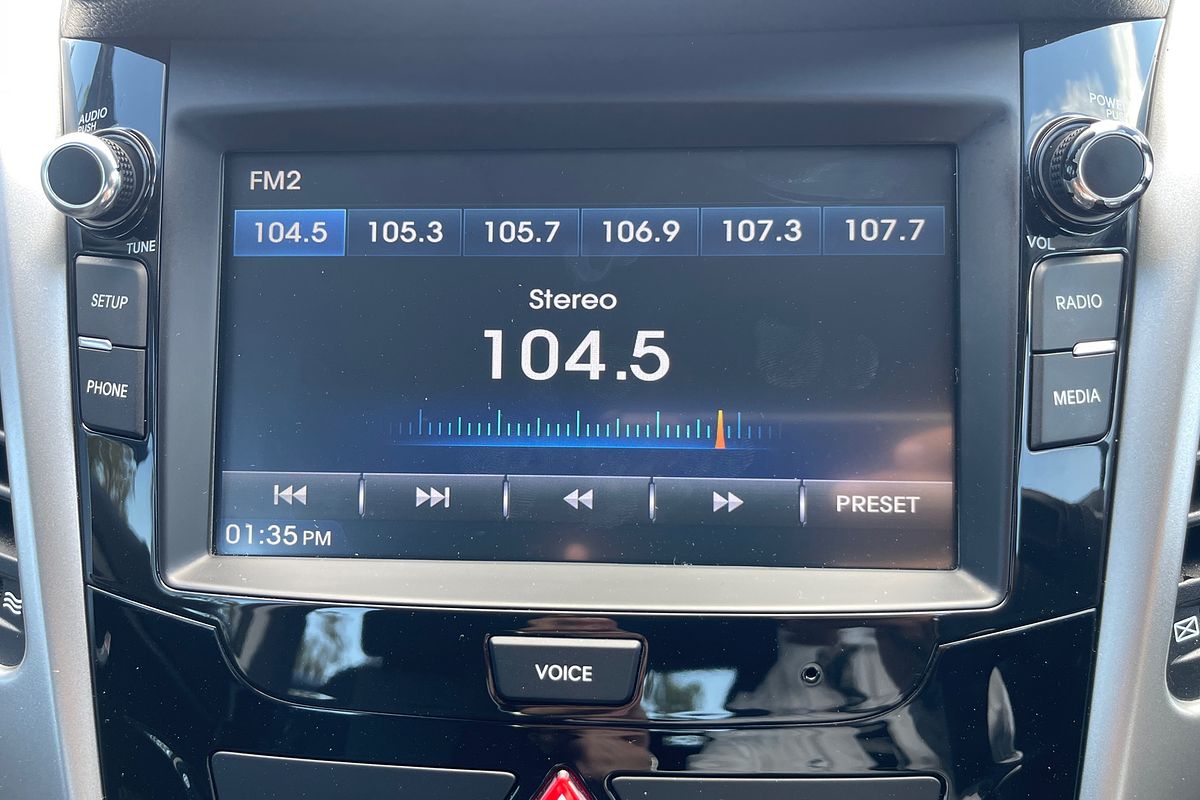 AUDIO
PUSH
POWER
PUSH
FM2
104.5 105.3 105.7 106.9 107.3 107.7
TUNE
VOL
SETUP
Stereo
RADIO
104.5
PHONE
MEDIA
PRESET
01:35 PM
VOICE